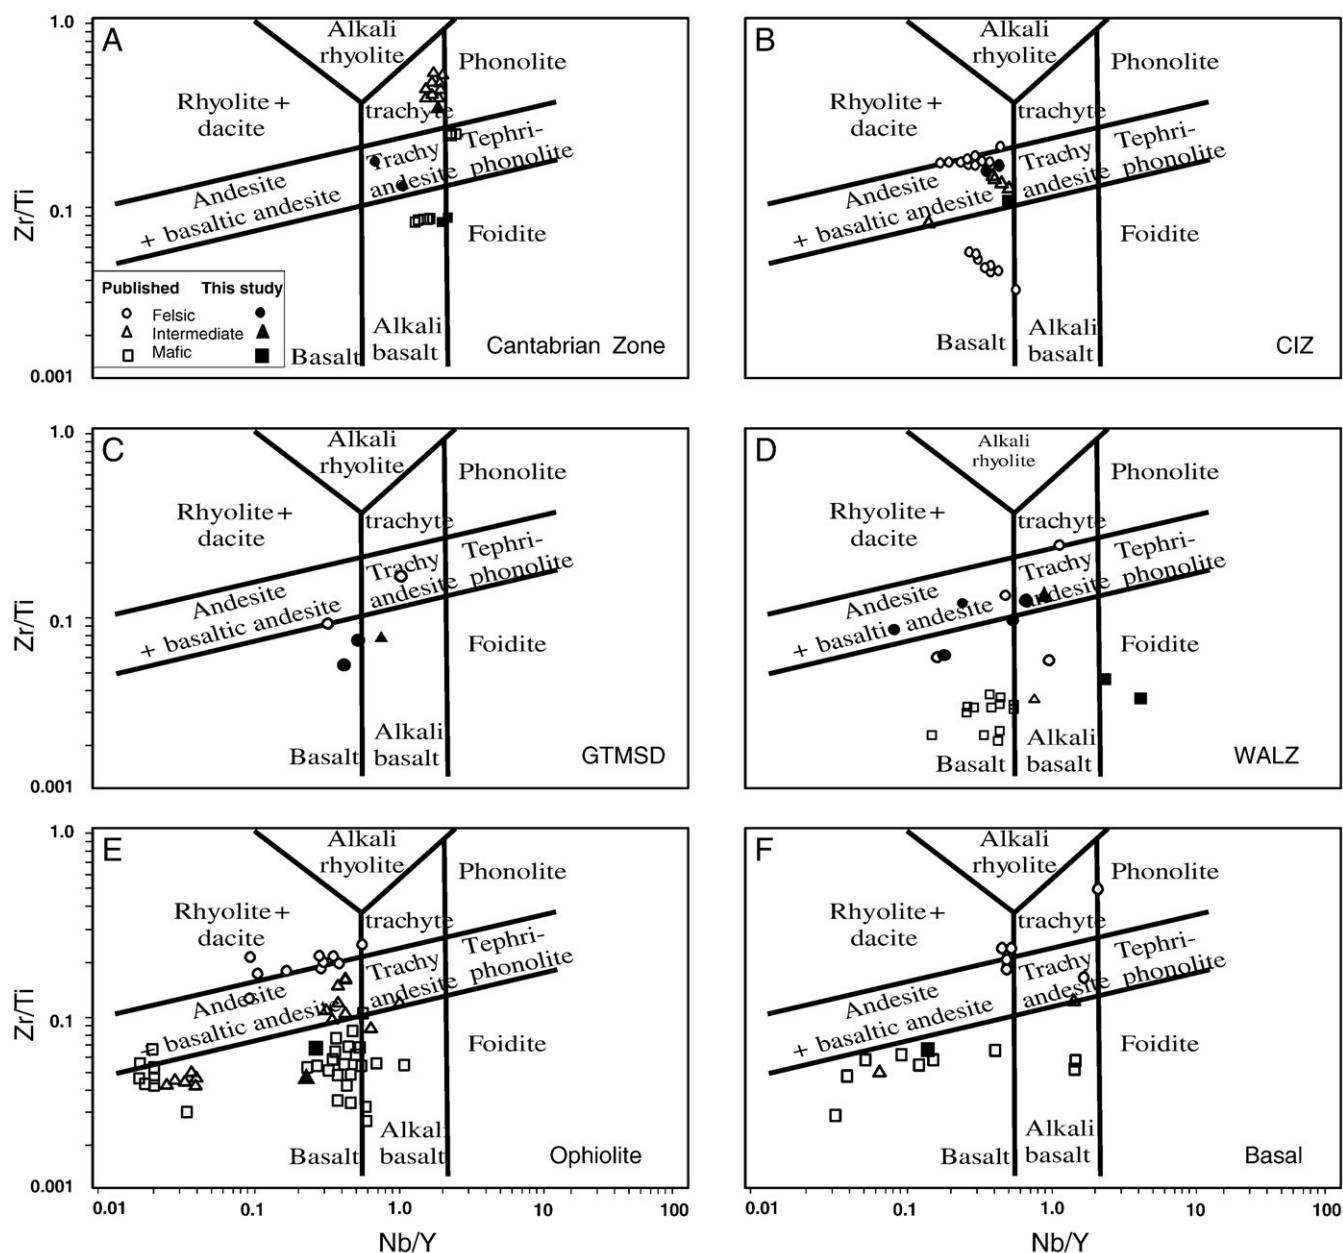 A
1.0
Zr/Ti
0.1
0.001
Alkali
rhyolite
Phonolite
Rhyolite +
dacite
trachyte
Tephri-
phonolite
Trachy
andesite
Andesite
+ basaltic andesite
Foidite
Published This study
Felsic
Intermediate
Mafic
Basalt
Alkali
basalt
Cantabrian Zone
B
Alkali
rhyolite
Phonolite
Rhyolite +
dacite
trachyte
Tephri-
phonolite
Trachy
andesite
Andesite
+ basaltic andesite
Foidite
Basalt
Alkali
basalt
CIZ
C
1.0
Zr/Ti
0.1
0.001
Alkali
rhyolite
Phonolite
Rhyolite +
dacite
trachyte
Tephri-
phonolite
Trachy
andesite
Andesite
+ basaltic andesite
Foidite
Basalt
Alkali
basalt
GTMSD
D
Alkali
rhyolite
Phonolite
Rhyolite +
dacite
trachyte
Tephri-
phonolite
Trachy
andesite
Andesite
+ basaltic andesite
Foidite
Basalt
Alkali
basalt
WALZ
E
1.0
Zr/Ti
0.1
0.001
Alkali
rhyolite
Phonolite
Rhyolite +
dacite
trachyte
Tephri-
phonolite
Trachy
andesite
Andesite
+ basaltic andesite
Foidite
Basalt
Alkali
basalt
Ophiolite
0.01 0.1 1.0 10 100
Nb/Y
F
Alkali
rhyolite
Phonolite
Rhyolite +
dacite
trachyte
Tephri-
phonolite
Trachy
andesite
Andesite
+ basaltic andesite
Foidite
Basalt
Alkali
basalt
Basal
0.01 0.1 1.0 10 100
Nb/Y